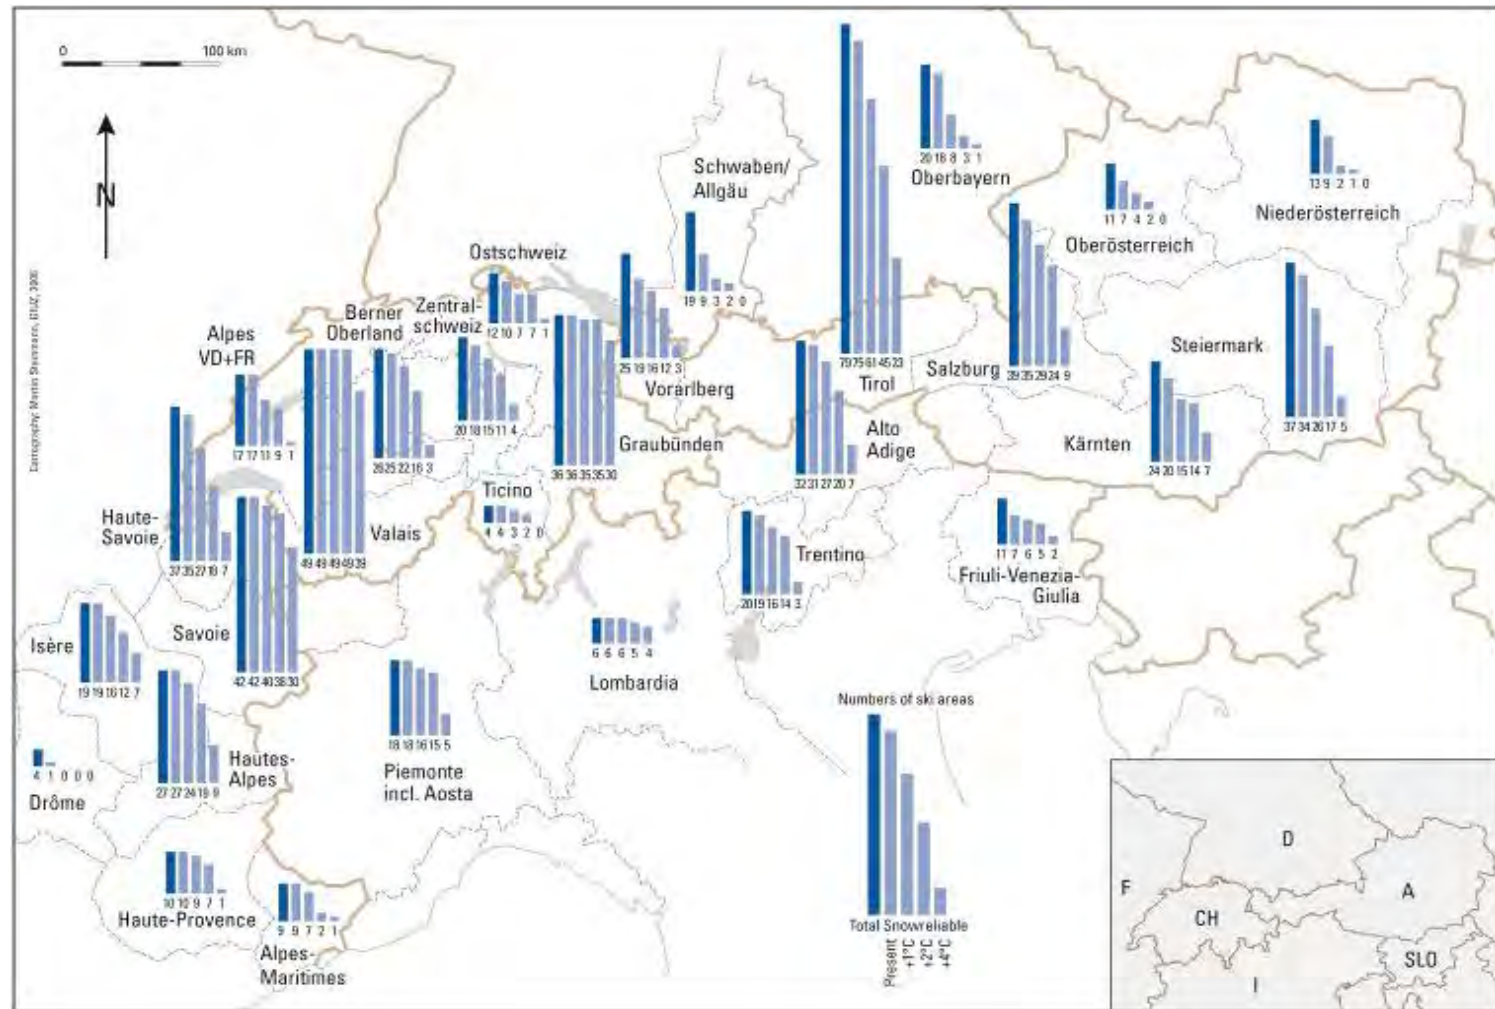 0 100 km
N
Schwaben/
Allgäu
19 9 3 2 0
20 18 8 3 1
Oberbayern
13 9 2 1 0
Niederösterreich
11 7 4 2 0
Oberösterreich
Ostschweiz
12 10 7 7 1
Zentral-
schweiz
20 18 15 11 4
Berner
Oberland
26 25 22 16 3
Alpes
VD+FR
17 17 11 9 1
25 19 16 12 3
Vorarlberg
79 75 61 45 23
Tirol
Salzburg
39 35 29 24 9
Steiermark
37 34 26 17 5
Kärnten
24 20 15 14 7
Graubünden
36 36 35 35 30
Alto
Adige
32 31 27 20 7
Haute-
Savoie
37 35 27 18 7
Valais
49 49 49 49 39
Ticino
4 4 3 2 0
Trentino
20 19 16 14 3
11 7 6 5 2
Friuli-Venezia-
Giulia
Isère
19 19 16 12 7
Savoie
42 42 40 38 30
6 6 6 5 4
Lombardia
18 18 16 15 5
Piemonte
incl. Aosta
Hautes-
Alpes
27 27 24 19 9
4 1 0 0 0
Drôme
10 10 9 7 1
Haute-Provence
9 9 7 2 1
Alpes-
Maritimes
Numbers of ski areas
Total Snowreliable
Present
+1°C
+2°C
+4°C
F
D
CH
A
SLO
I